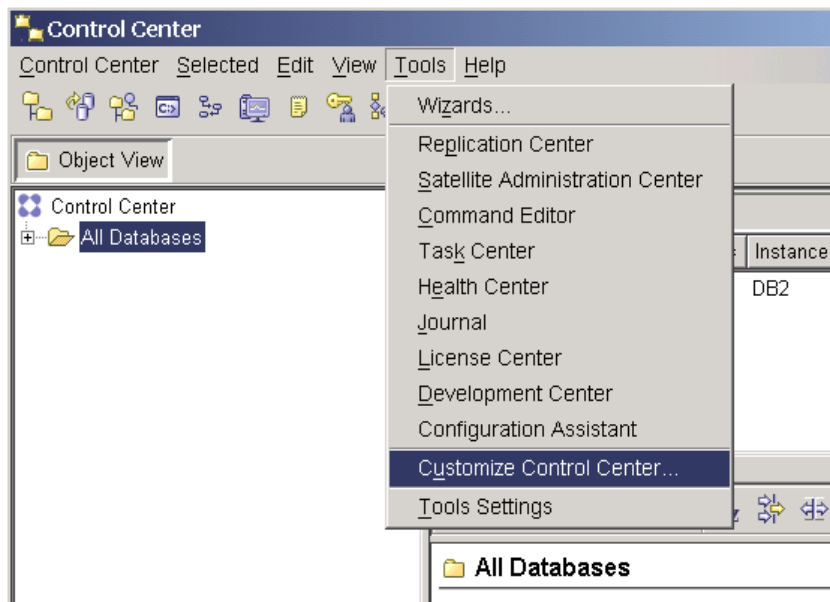 Control Center
Control Center Selected Edit View Tools Help
Object View
Control Center
All Databases
Wizards...
Replication Center
Satellite Administration Center
Command Editor
Task Center
Health Center
Journal
License Center
Development Center
Configuration Assistant
Customize Control Center...
Tools Settings
Instance
DB2
All Databases